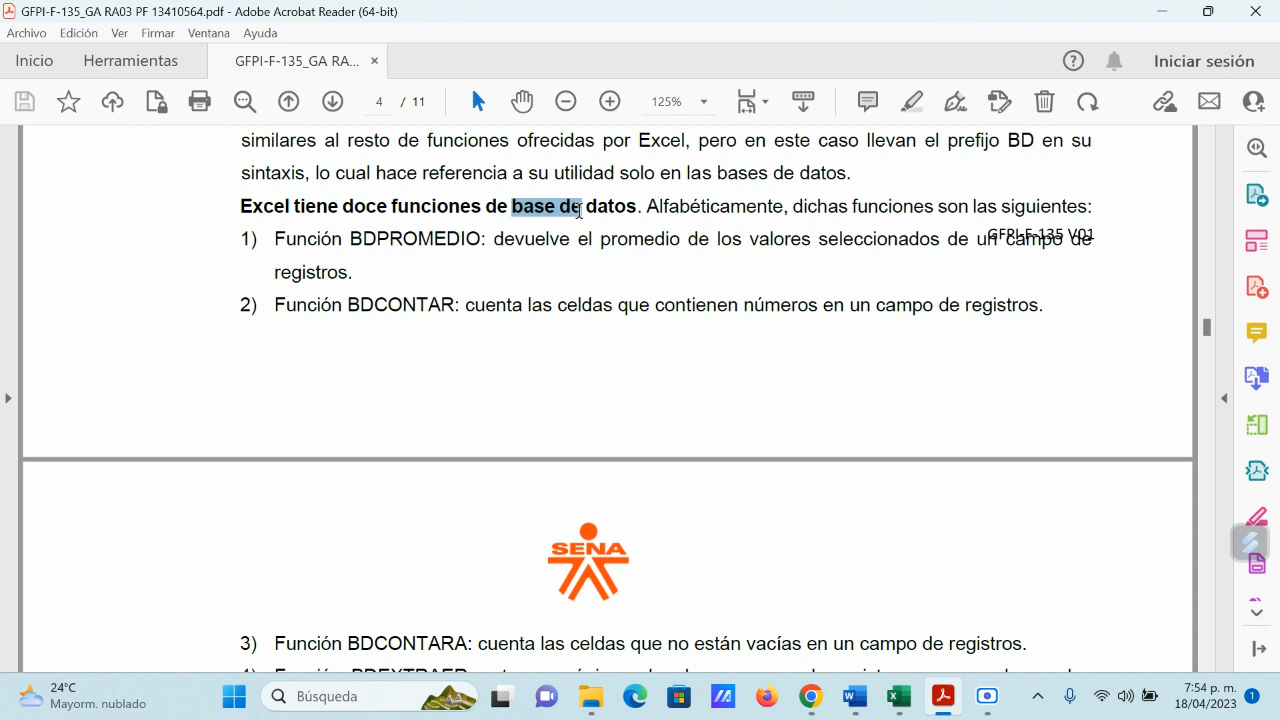 GFPI-F-135_GA RA03 PF 13410564.pdf - Adobe Acrobat Reader (64-bit)
Archivo Edición Ver Firmar Ventana Ayuda
Inicio Herramientas GFPI-F-135_GA RA... × Iniciar sesión
4 / 11 125%
similares al resto de funciones ofrecidas por Excel, pero en este caso llevan el prefijo BD en su
sintaxis, lo cual hace referencia a su utilidad solo en las bases de datos.
Excel tiene doce funciones de base de datos. Alfabéticamente, dichas funciones son las siguientes:
GFPI-F-135 V01
1) Función BDPROMEDIO: devuelve el promedio de los valores seleccionados de un campo de
registros.
2) Función BDCONTAR: cuenta las celdas que contienen números en un campo de registros.
SENA
3) Función BDCONTARA: cuenta las celdas que no están vacías en un campo de registros.
24°C
Mayorm. nublado
Búsqueda
7:54 p. m.
18/04/2023
1